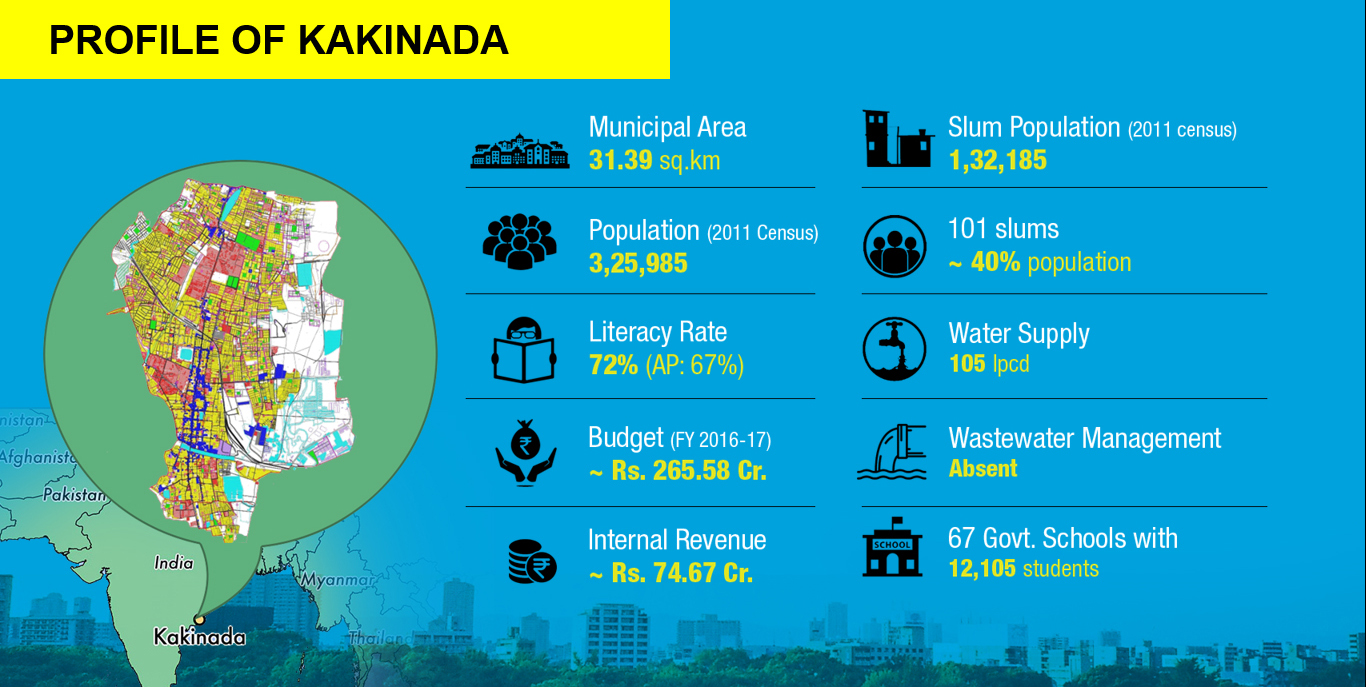 PROFILE OF KAKINADA
Municipal Area
31.39 sq.km
Population (2011 Census)
3,25,985
Literacy Rate
72% (AP: 67%)
Budget (FY 2016-17)
~ Rs. 265.58 Cr.
Internal Revenue
~ Rs. 74.67 Cr.
Slum Population (2011 census)
1,32,185
101 slums
~ 40% population
Water Supply
105 lpcd
Wastewater Management
Absent
SCHOOL
67 Govt. Schools with
12,105 students
nistan
Afghanista
Pakistan
India
Myanmar
Kakinada
Thailand